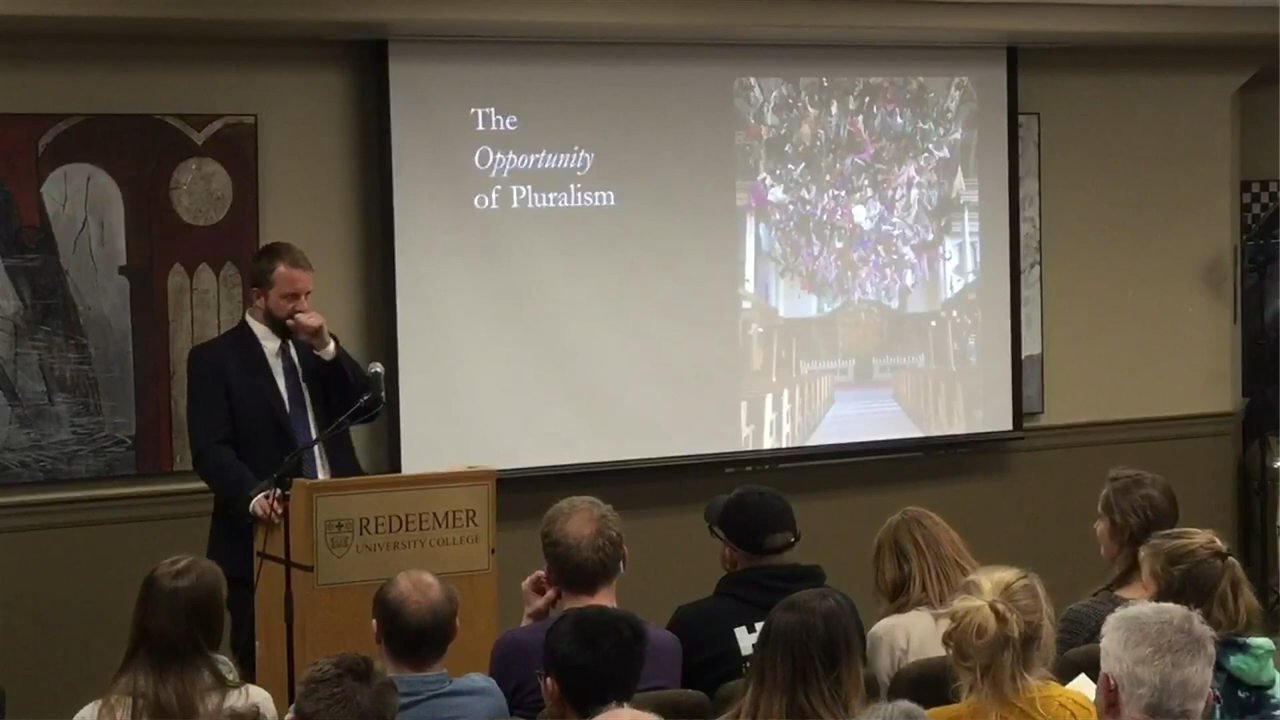 The
Opportunity
of Pluralism
REDEEMER
UNIVERSITY COLLEGE
H